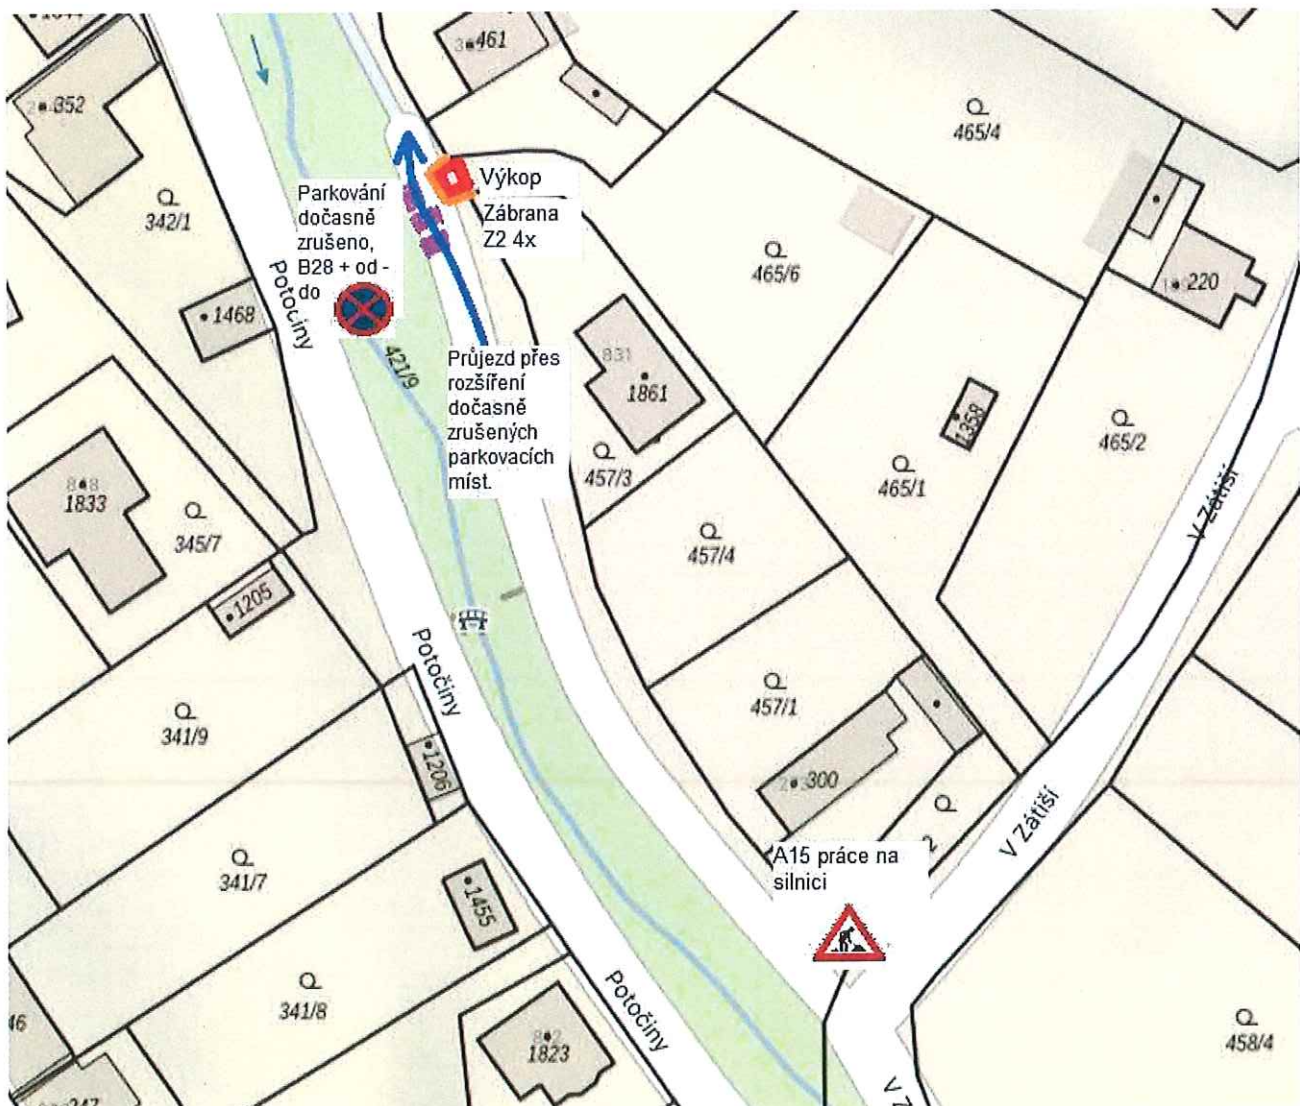 461
352
465/4
Výkop
Parkování
dočasně
zrušeno,
B28 + od -
do
Zábrana
Z2 4x
342/1
465/6
220
Potočiny
1468
421/9
Průjezd přes
rozšíření
dočasně
zrušených
parkovacích
míst.
831
1861
1358
465/2
457/3
465/1
1833
345/7
457/4
V Zátiší
1205
Potočiny
457/1
341/9
1206
300
V Zátiší
A15 práce na
silnici
2
341/7
1455
341/8
Potočiny
46
1823
458/4
247
V Z